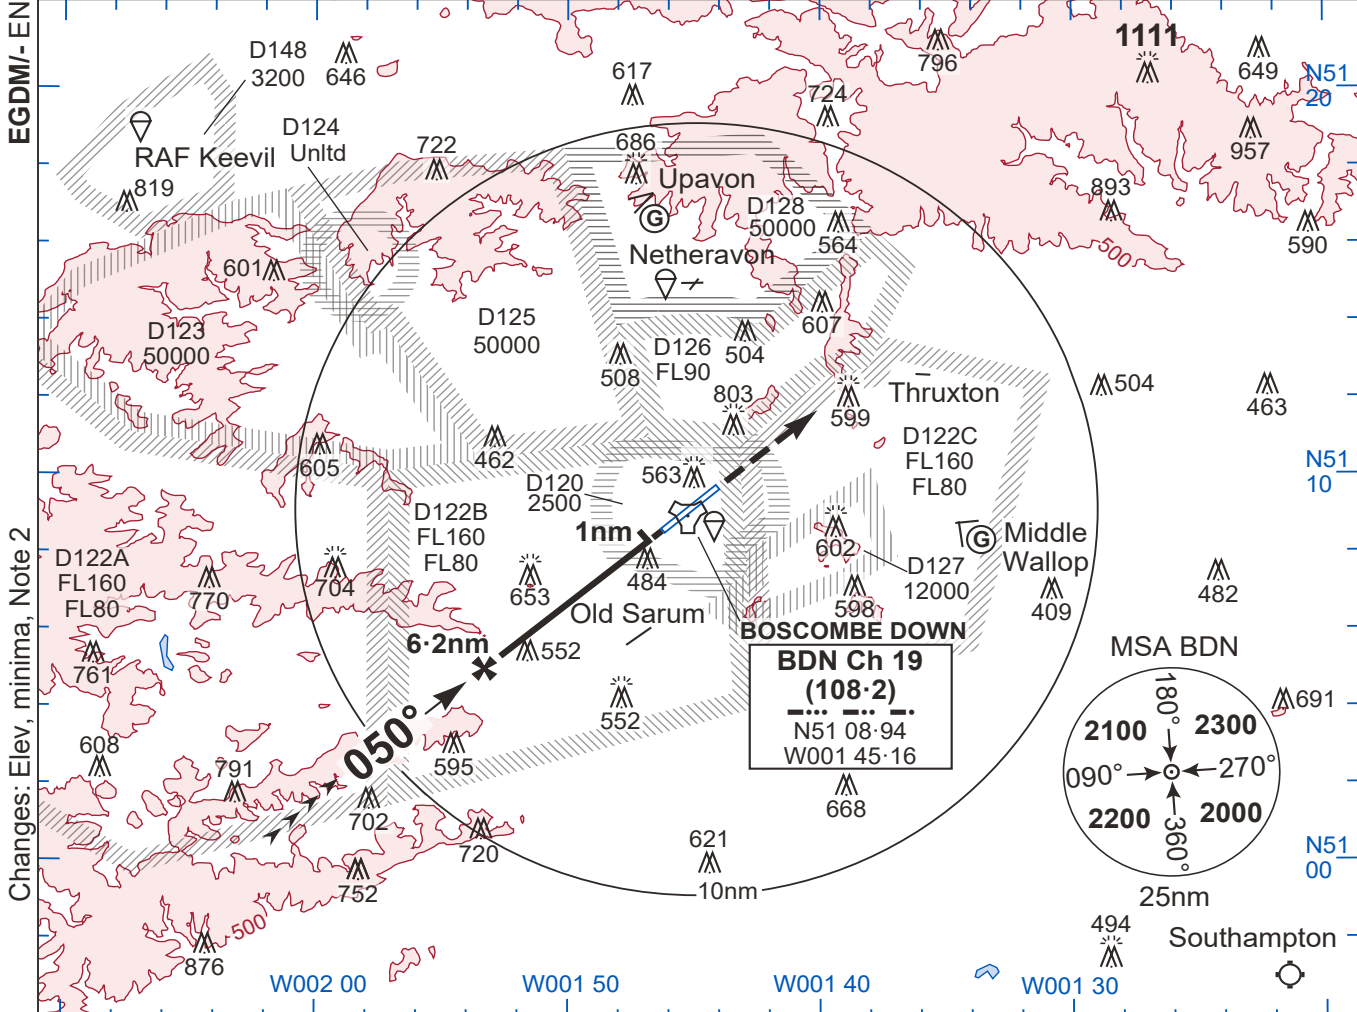 EGDM/- EN
Changes: Elev, minima, Note 2
D148
3200
646
617
796
1111
649
N51
20
724
D124
Unltd
RAF Keevil
819
722
686
Upavon
G
957
893
D128
50000
564
590
500
Netheravon
601
D123
50000
D125
50000
607
D126
FL90
504
508
803
599
Thruxton
504
463
D122C
FL160
FL80
605
462
563
N51
10
D120
2500
D122B
FL160
FL80
1nm
602
G
Middle
Wallop
D122A
FL160
FL80
770
704
653
484
D127
12000
598
409
482
Old Sarum
BOSCOMBE DOWN
BDN Ch 19
(108·2)
N51 08·94
W001 45·16
6·2nm
552
761
552
050°
595
608
791
702
720
752
668
621
10nm
MSA BDN
180°
2100
2300
090°
270°
2200
2000
360°
25nm
691
N51
00
500
876
494
Southampton
W002 00
W001 50
W001 40
W001 30